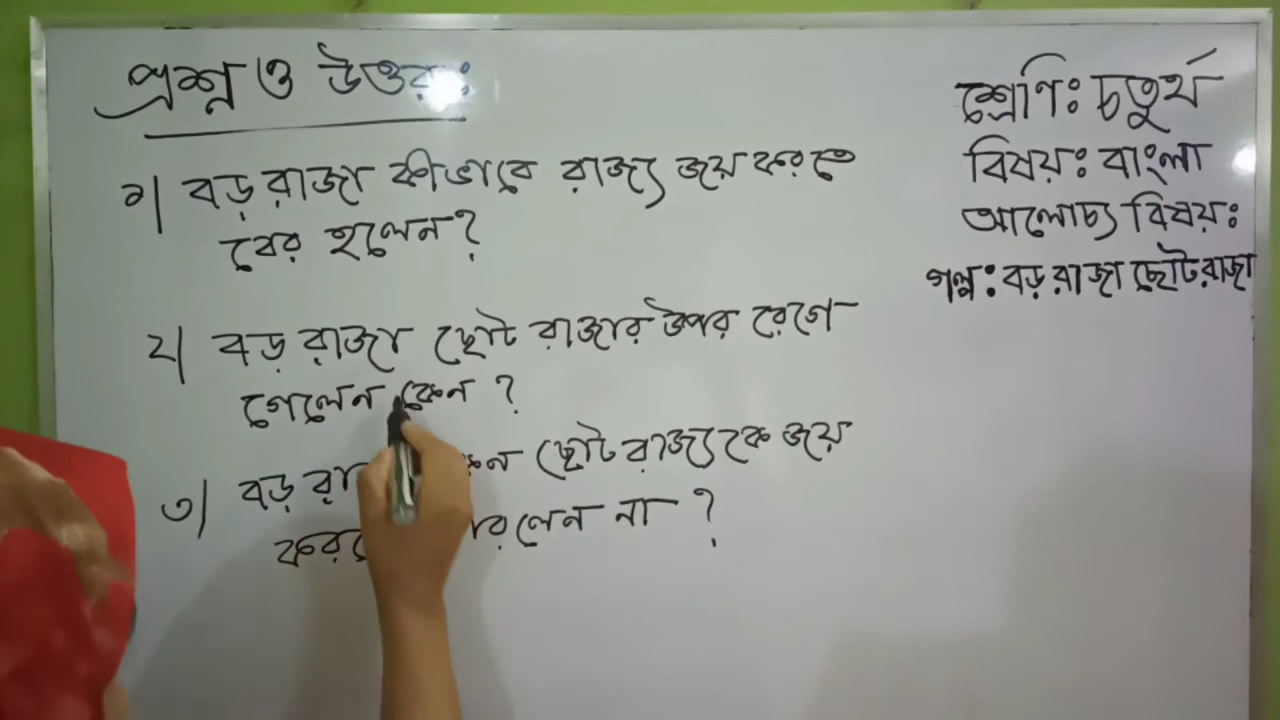 প্রশ্ন ও উত্তর:
১| বড় রাজা কীভাবে রাজ্য জয় করতে
বের হলেন?
২| বড় রাজা ছোট রাজার উপর রেগে
গেলেন কেন?
৩| বড় ছোট রাজ্যকে জয়
না?
শ্রেণি: চতুর্থ
বিষয়: বাংলা
আলোচ্য বিষয়:
গল্প: বড় রাজা ছোট রাজা